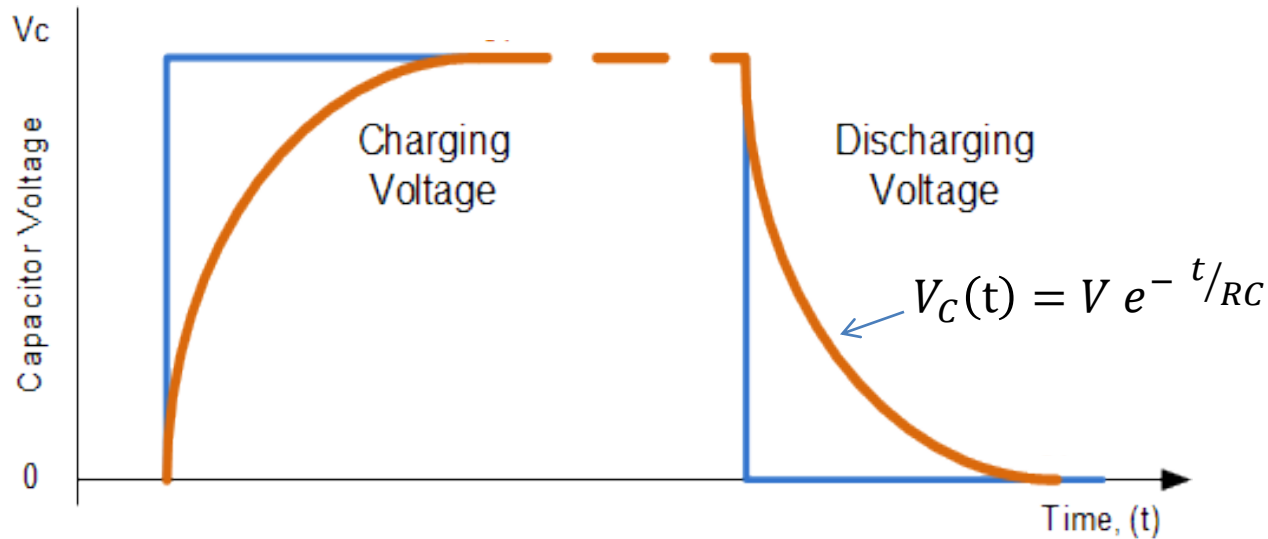 Vc
Capacitor Voltage
0
Charging
Voltage
Discharging
Voltage
V_C(t) = V e^{− t/RC}
Time, (t)